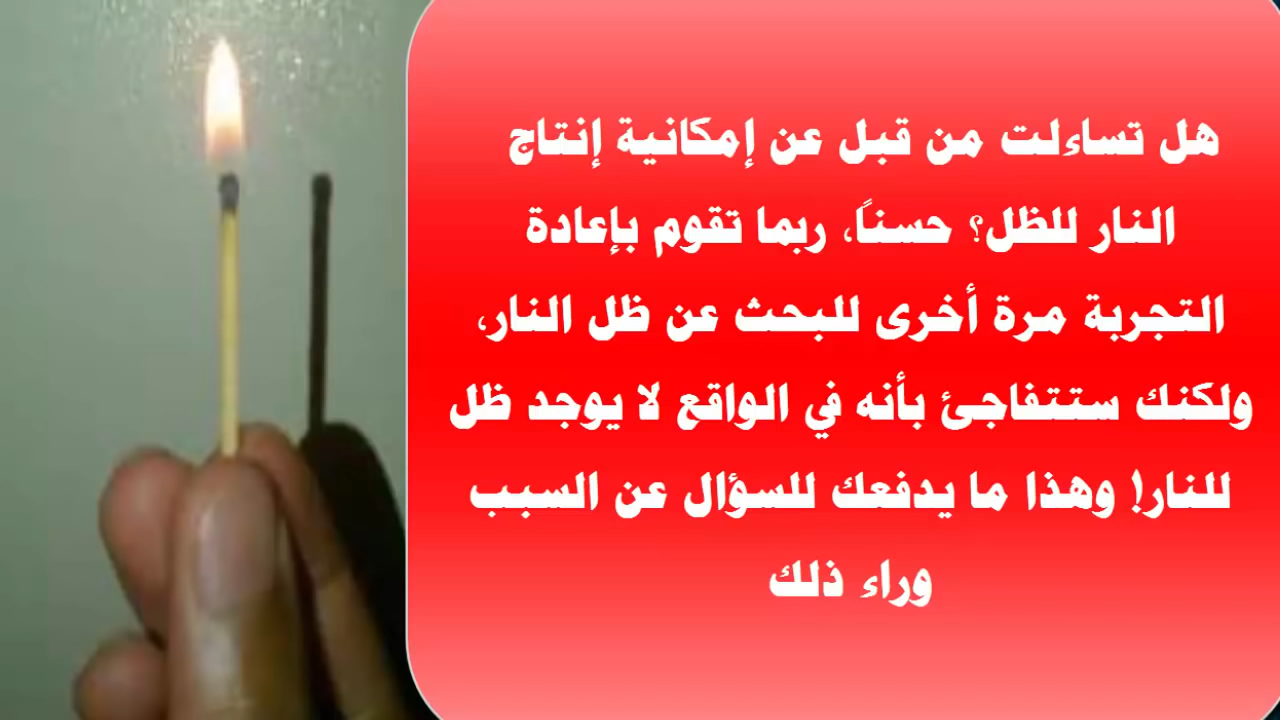 هل تساءلت من قبل عن إمكانية إنتاج
النار للظل؟ حسناً، ربما تقوم بإعادة
التجربة مرة أخرى للبحث عن ظل النار،
ولكنك ستتفاجئ بأنه في الواقع لا يوجد ظل
للنار! وهذا ما يدفعك للسؤال عن السبب
وراء ذلك